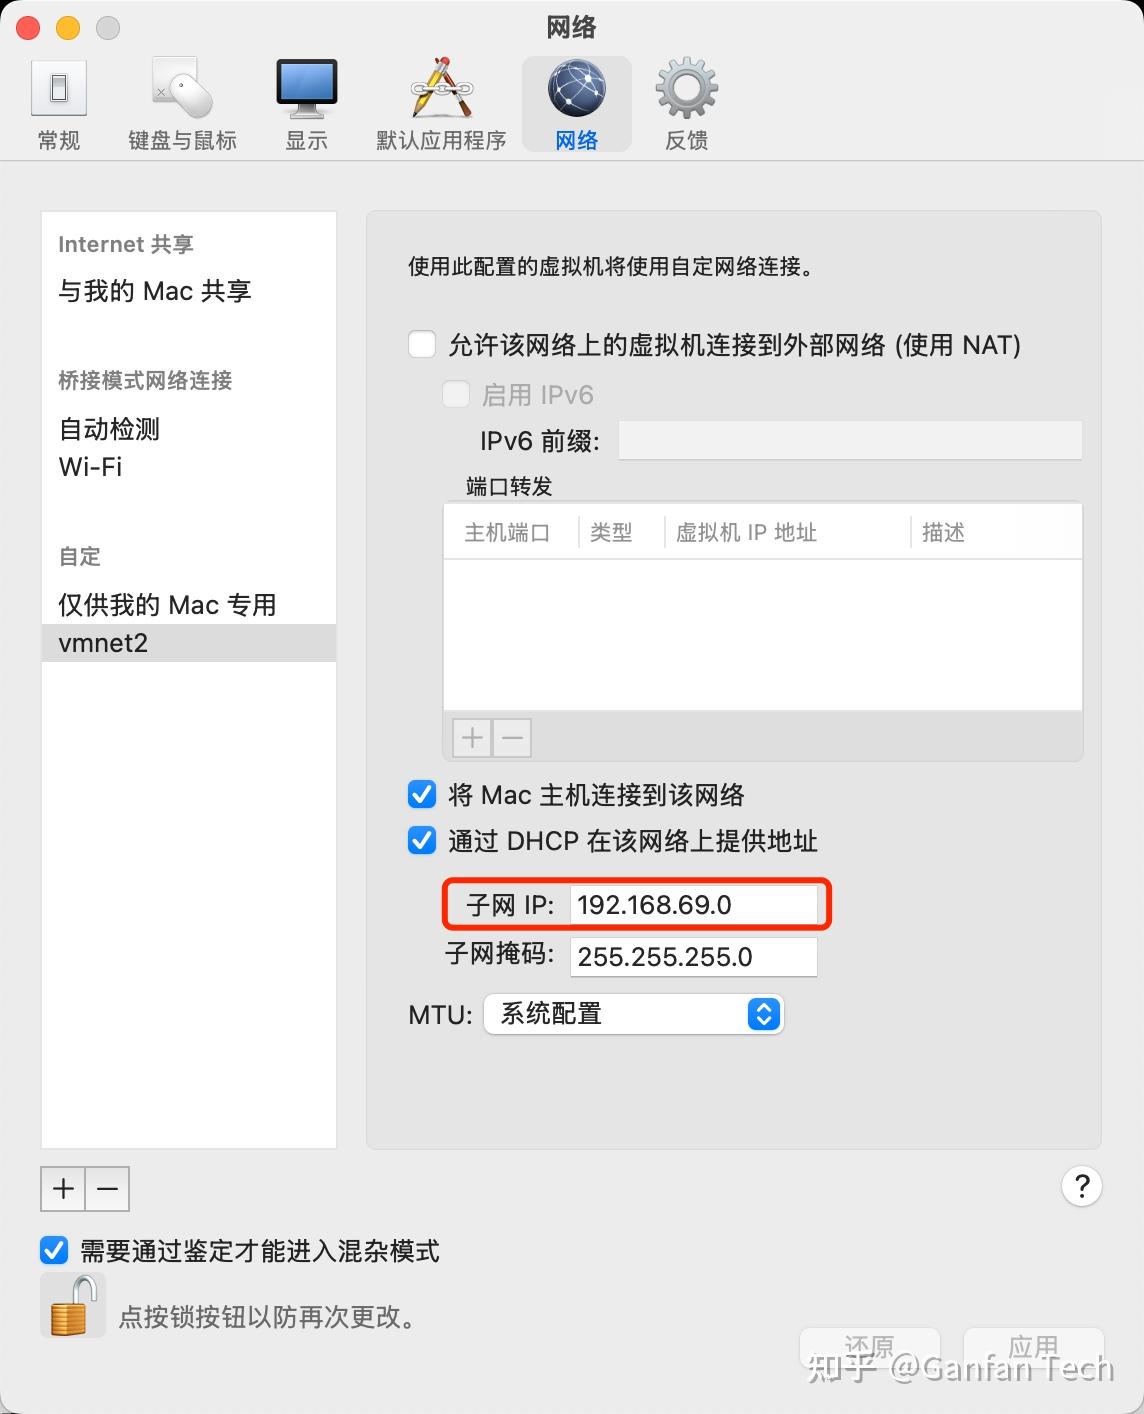 网络
常规
键盘与鼠标
显示
默认应用程序
网络
反馈
Internet 共享
与我的 Mac 共享
桥接模式网络连接
自动检测
Wi-Fi
自定
仅供我的 Mac 专用
vmnet2
使用此配置的虚拟机将使用自定网络连接。
允许该网络上的虚拟机连接到外部网络 (使用 NAT)
启用 IPv6
IPv6 前缀:
端口转发
主机端口 类型 虚拟机 IP 地址 描述
将 Mac 主机连接到该网络
通过 DHCP 在该网络上提供地址
子网 IP: 192.168.69.0
子网掩码: 255.255.255.0
MTU: 系统配置
?
需要通过鉴定才能进入混杂模式
点按锁按钮以防再次更改。
还原
应用
知乎 @Ganfan Tech